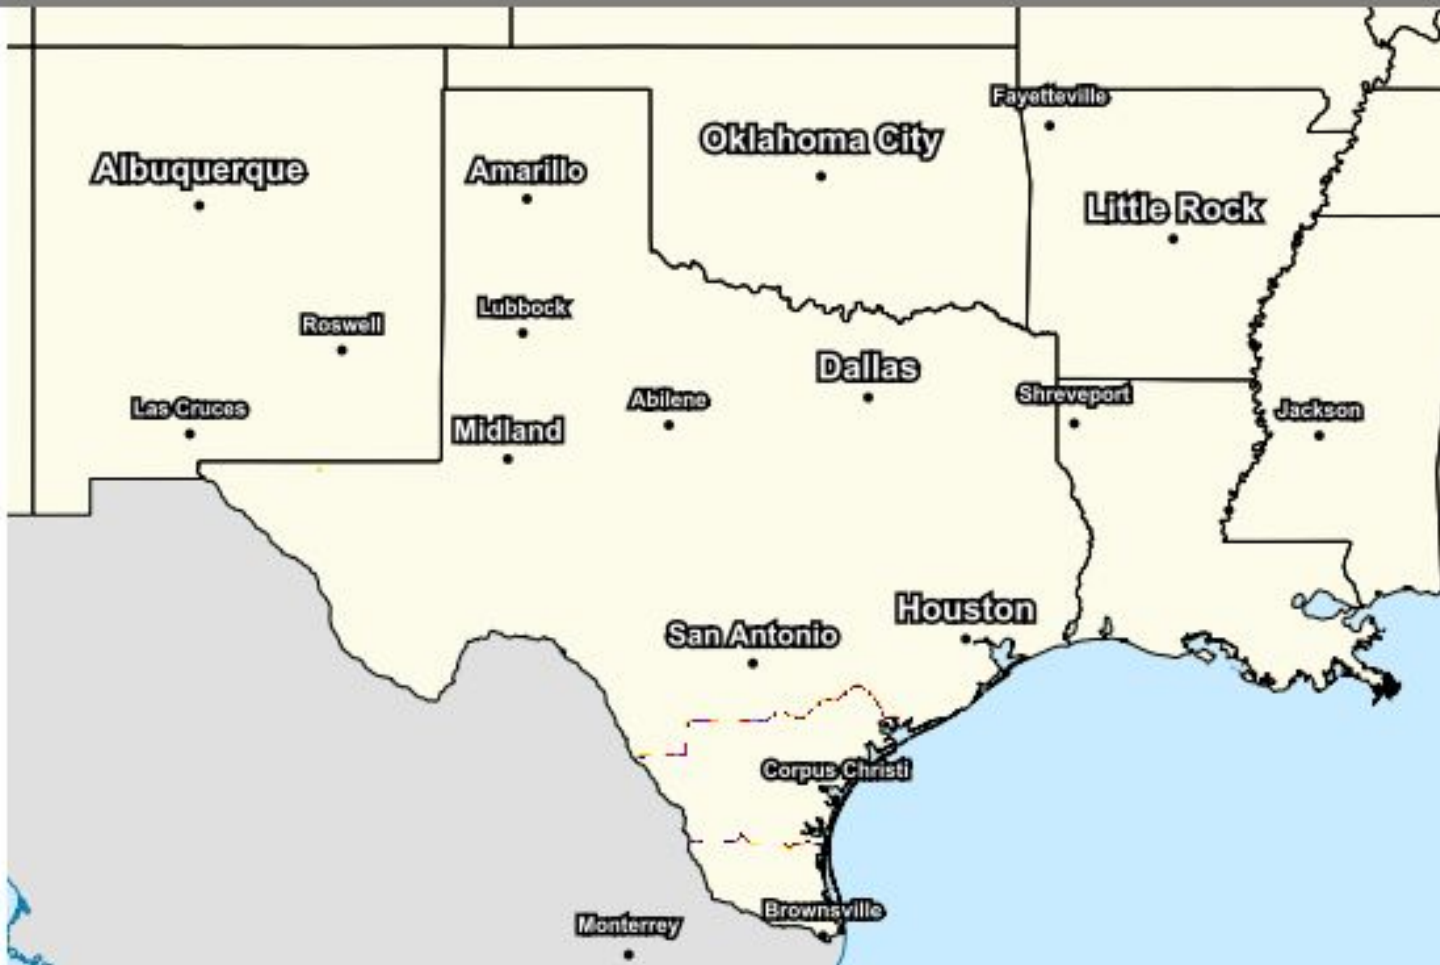 Fayetteville
Oklahoma City
Albuquerque
Amarillo
Little Rock
Lubbock
Roswell
Dallas
Shreveport
Abilene
Las Cruces
Jackson
Midland
Houston
San Antonio
Corpus Christi
Brownsville
Monterrey